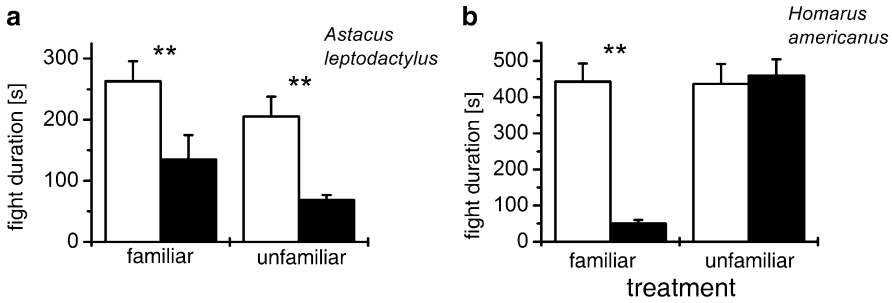 a
Astacus
leptodactylus
fight duration [s]
300
200
100
0
**
**
familiar
unfamiliar
b
Homarus
americanus
fight duration [s]
500
400
300
200
100
0
**
familiar
unfamiliar
treatment